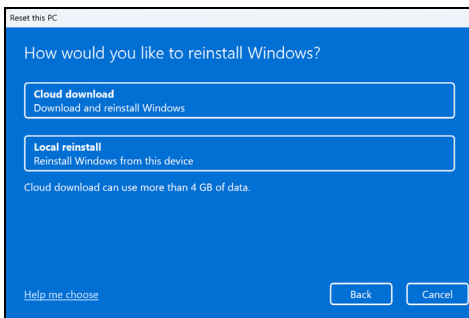 Reset this PC
How would you like to reinstall Windows?
Cloud download
Download and reinstall Windows
Local reinstall
Reinstall Windows from this device
Cloud download can use more than 4 GB of data.
Help me choose
Back
Cancel